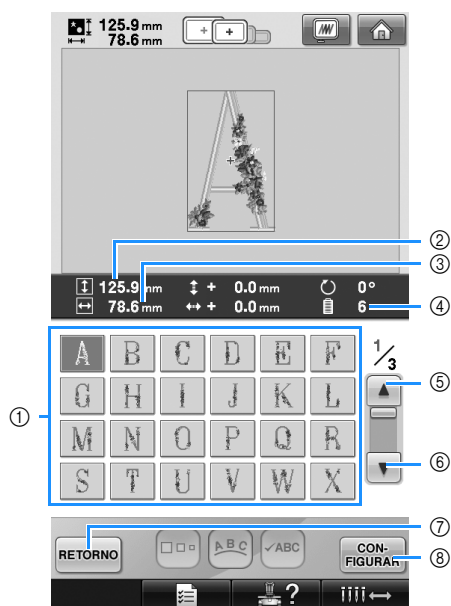 125.9 mm
78.6 mm
A
②
③
125.9 mm + 0.0 mm 0°
78.6 mm + 0.0 mm 6 ④
A B C D E F 1/3
G H I J K L ⑤
①
M N O P Q R
S T U V W X ⑥
⑦
ABC ✓ABC
RETORNO CON-
FIGURAR ⑧
?